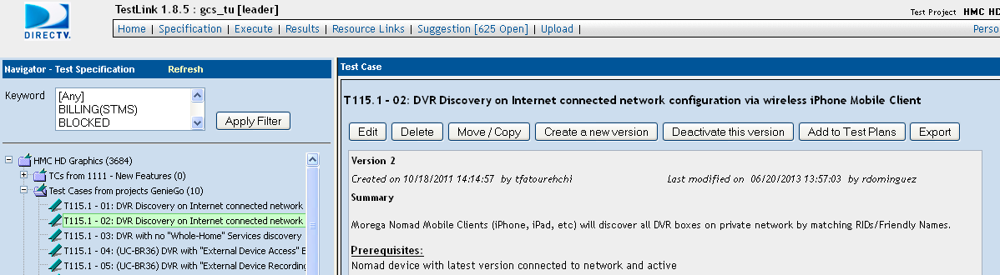 TestLink 1.8.5 : gcs_tu [leader]
DIRECTV.
Test Project HMC HD
Home | Specification | Execute | Results | Resource Links | Suggestion [625 Open] | Upload |
Perso
Navigator - Test Specification Refresh
Keyword
[Any]
BILLING(STMS)
BLOCKED
Apply Filter
HMC HD Graphics (3684)
TCs from 1111 - New Features (0)
Test Cases from projects GenieGo (10)
T115.1 - 01: DVR Discovery on Internet connected network
T115.1 - 02: DVR Discovery on Internet connected network
T115.1 - 03: DVR with no "Whole-Home" Services discovery
T115.1 - 04: (UC-BR36) DVR with "External Device Access" E
T115.1 - 05: (UC-BR36) DVR with "External Device Recording
Test Case
T115.1 - 02: DVR Discovery on Internet connected network configuration via wireless iPhone Mobile Client
Edit Delete Move / Copy Create a new version Deactivate this version Add to Test Plans Export
Version 2
Created on 10/18/2011 14:14:57 by tfatourehchi Last modified on 06/20/2013 13:57:03 by rdominguez
Summary
Morega Nomad Mobile Clients (iPhone, iPad, etc) will discover all DVR boxes on private network by matching RIDs/Friendly Names.
Prerequisites:
Nomad device with latest version connected to network and active